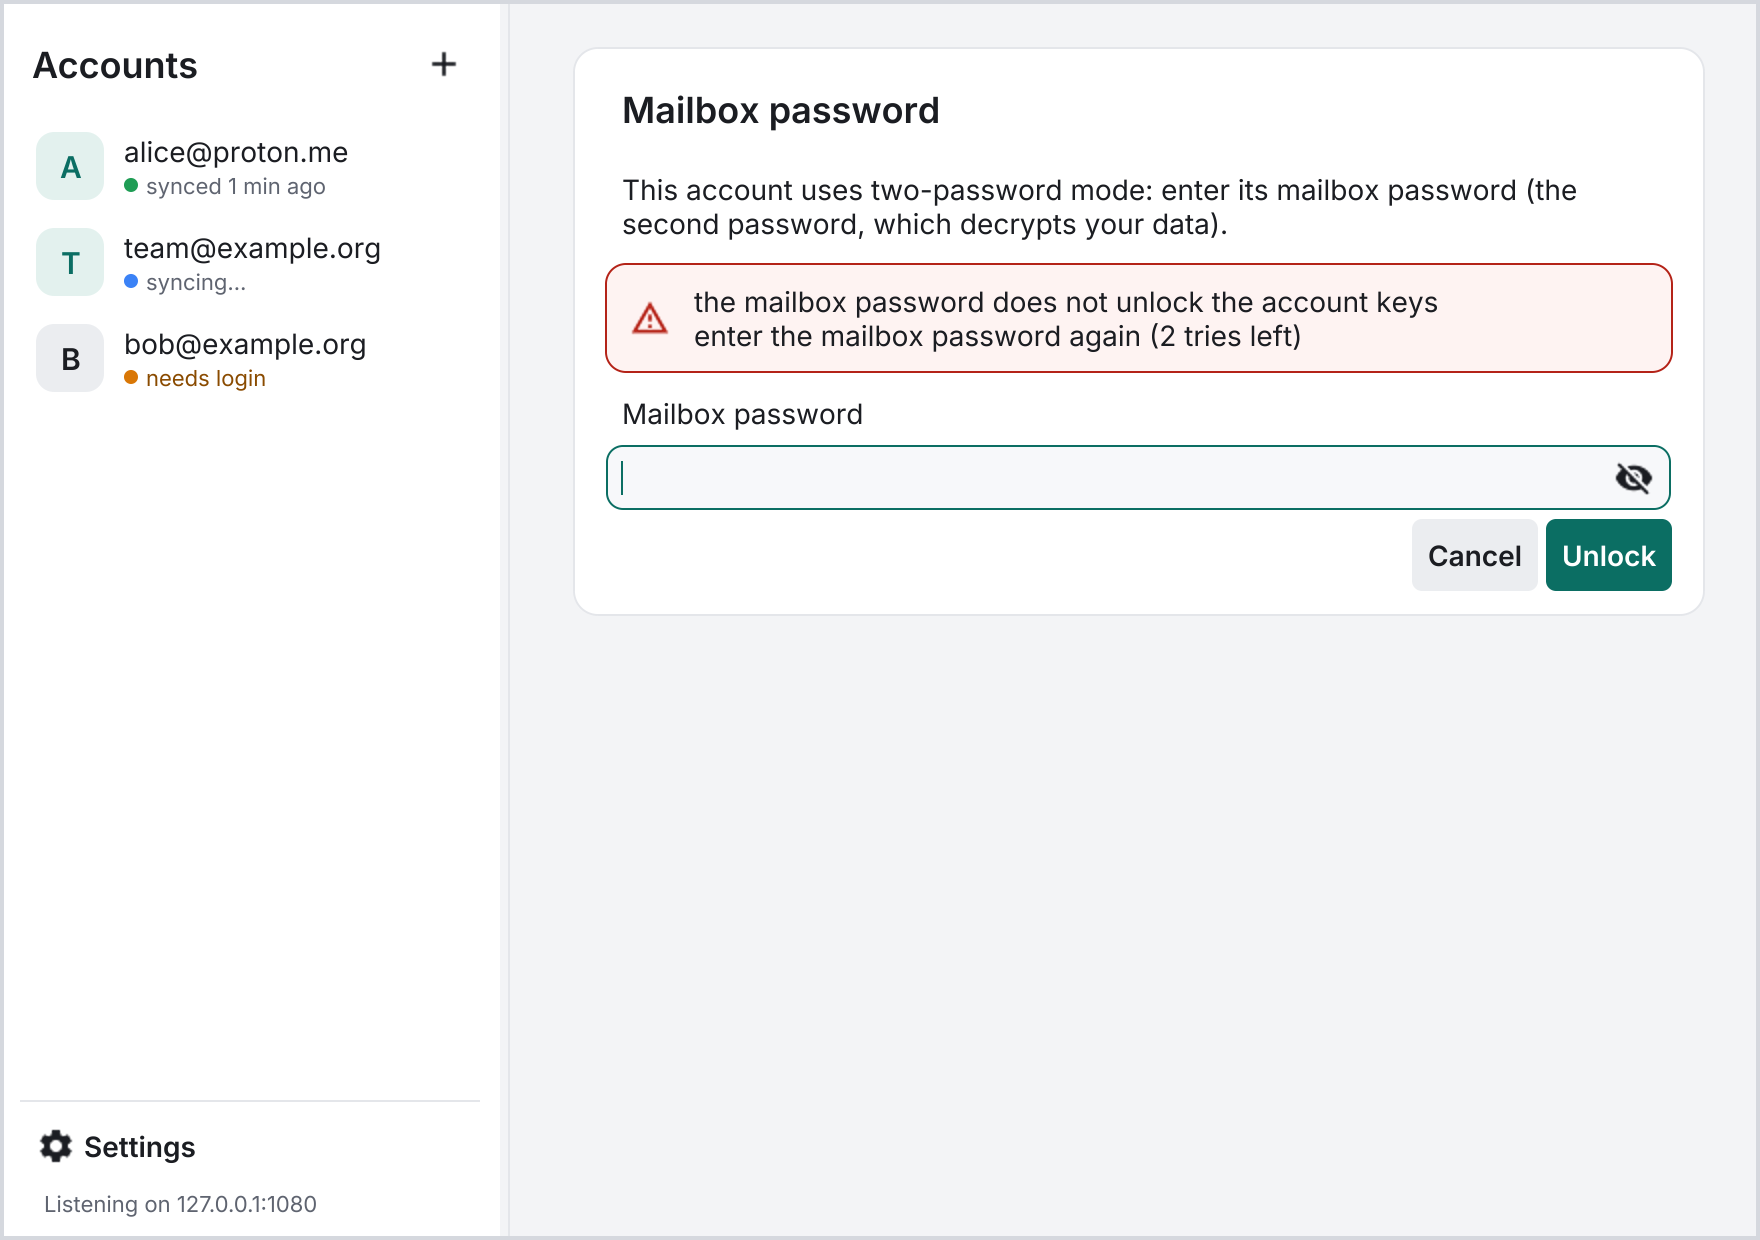 Accounts
A
alice@proton.me
synced 1 min ago
T
team@example.org
syncing...
B
bob@example.org
needs login
Settings
Listening on 127.0.0.1:1080
Mailbox password
This account uses two-password mode: enter its mailbox password (the
second password, which decrypts your data).
the mailbox password does not unlock the account keys
enter the mailbox password again (2 tries left)
Mailbox password
Cancel
Unlock